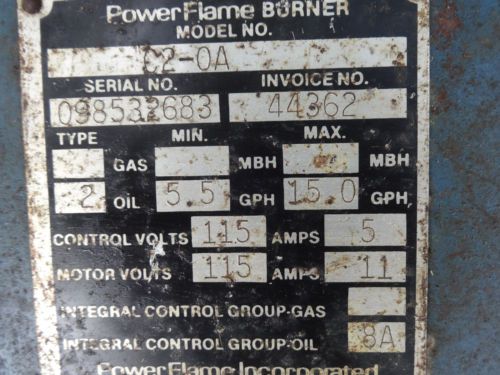 Power Flame BURNER
MODEL NO.
C2-OA
SERIAL NO. INVOICE NO.
098532683 44362
TYPE MIN. MAX.
GAS MBH MBH
2 OIL 5.5 GPH 15.0 GPH
CONTROL VOLTS 115 AMPS 5
MOTOR VOLTS 115 AMPS 11
INTEGRAL CONTROL GROUP-GAS
INTEGRAL CONTROL GROUP-OIL 8A
Power Flame Incorporated